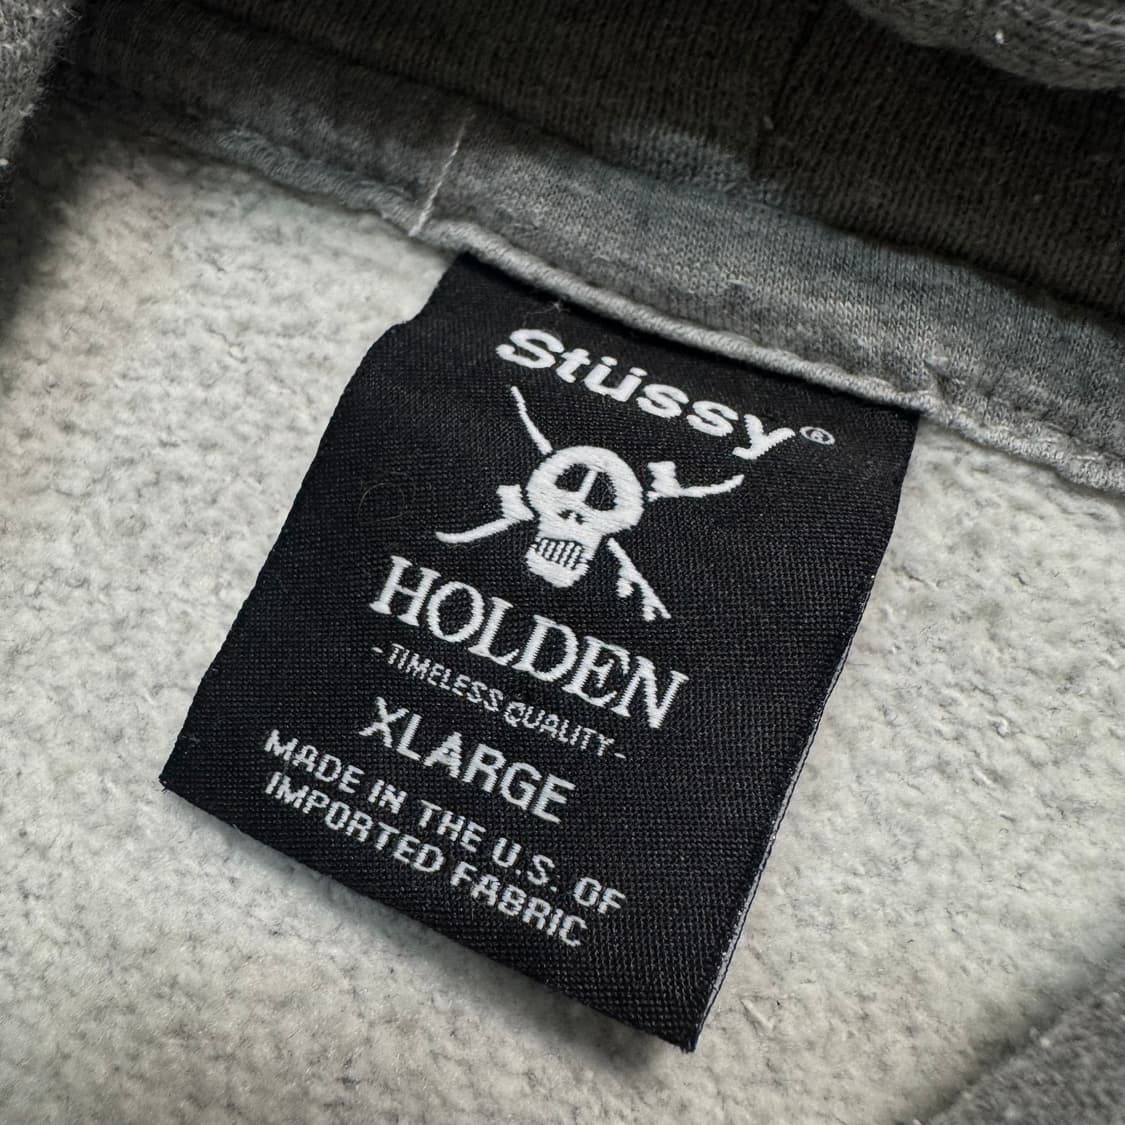 Stüssy®
HOLDEN
- TIMELESS QUALITY -
XLARGE
MADE IN THE U.S. OF
IMPORTED FABRIC